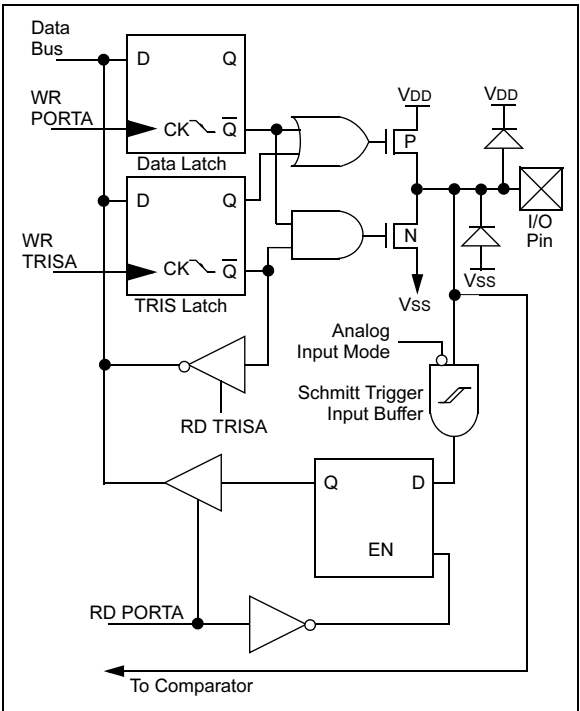 Data
Bus
D Q
WR
PORTA
CK Q
Data Latch
VDD
VDD
P
D Q
I/O
Pin
N
WR
TRISA
CK Q
VSS
TRIS Latch
VSS
Analog
Input Mode
Schmitt Trigger
Input Buffer
RD TRISA
Q D
EN
RD PORTA
To Comparator